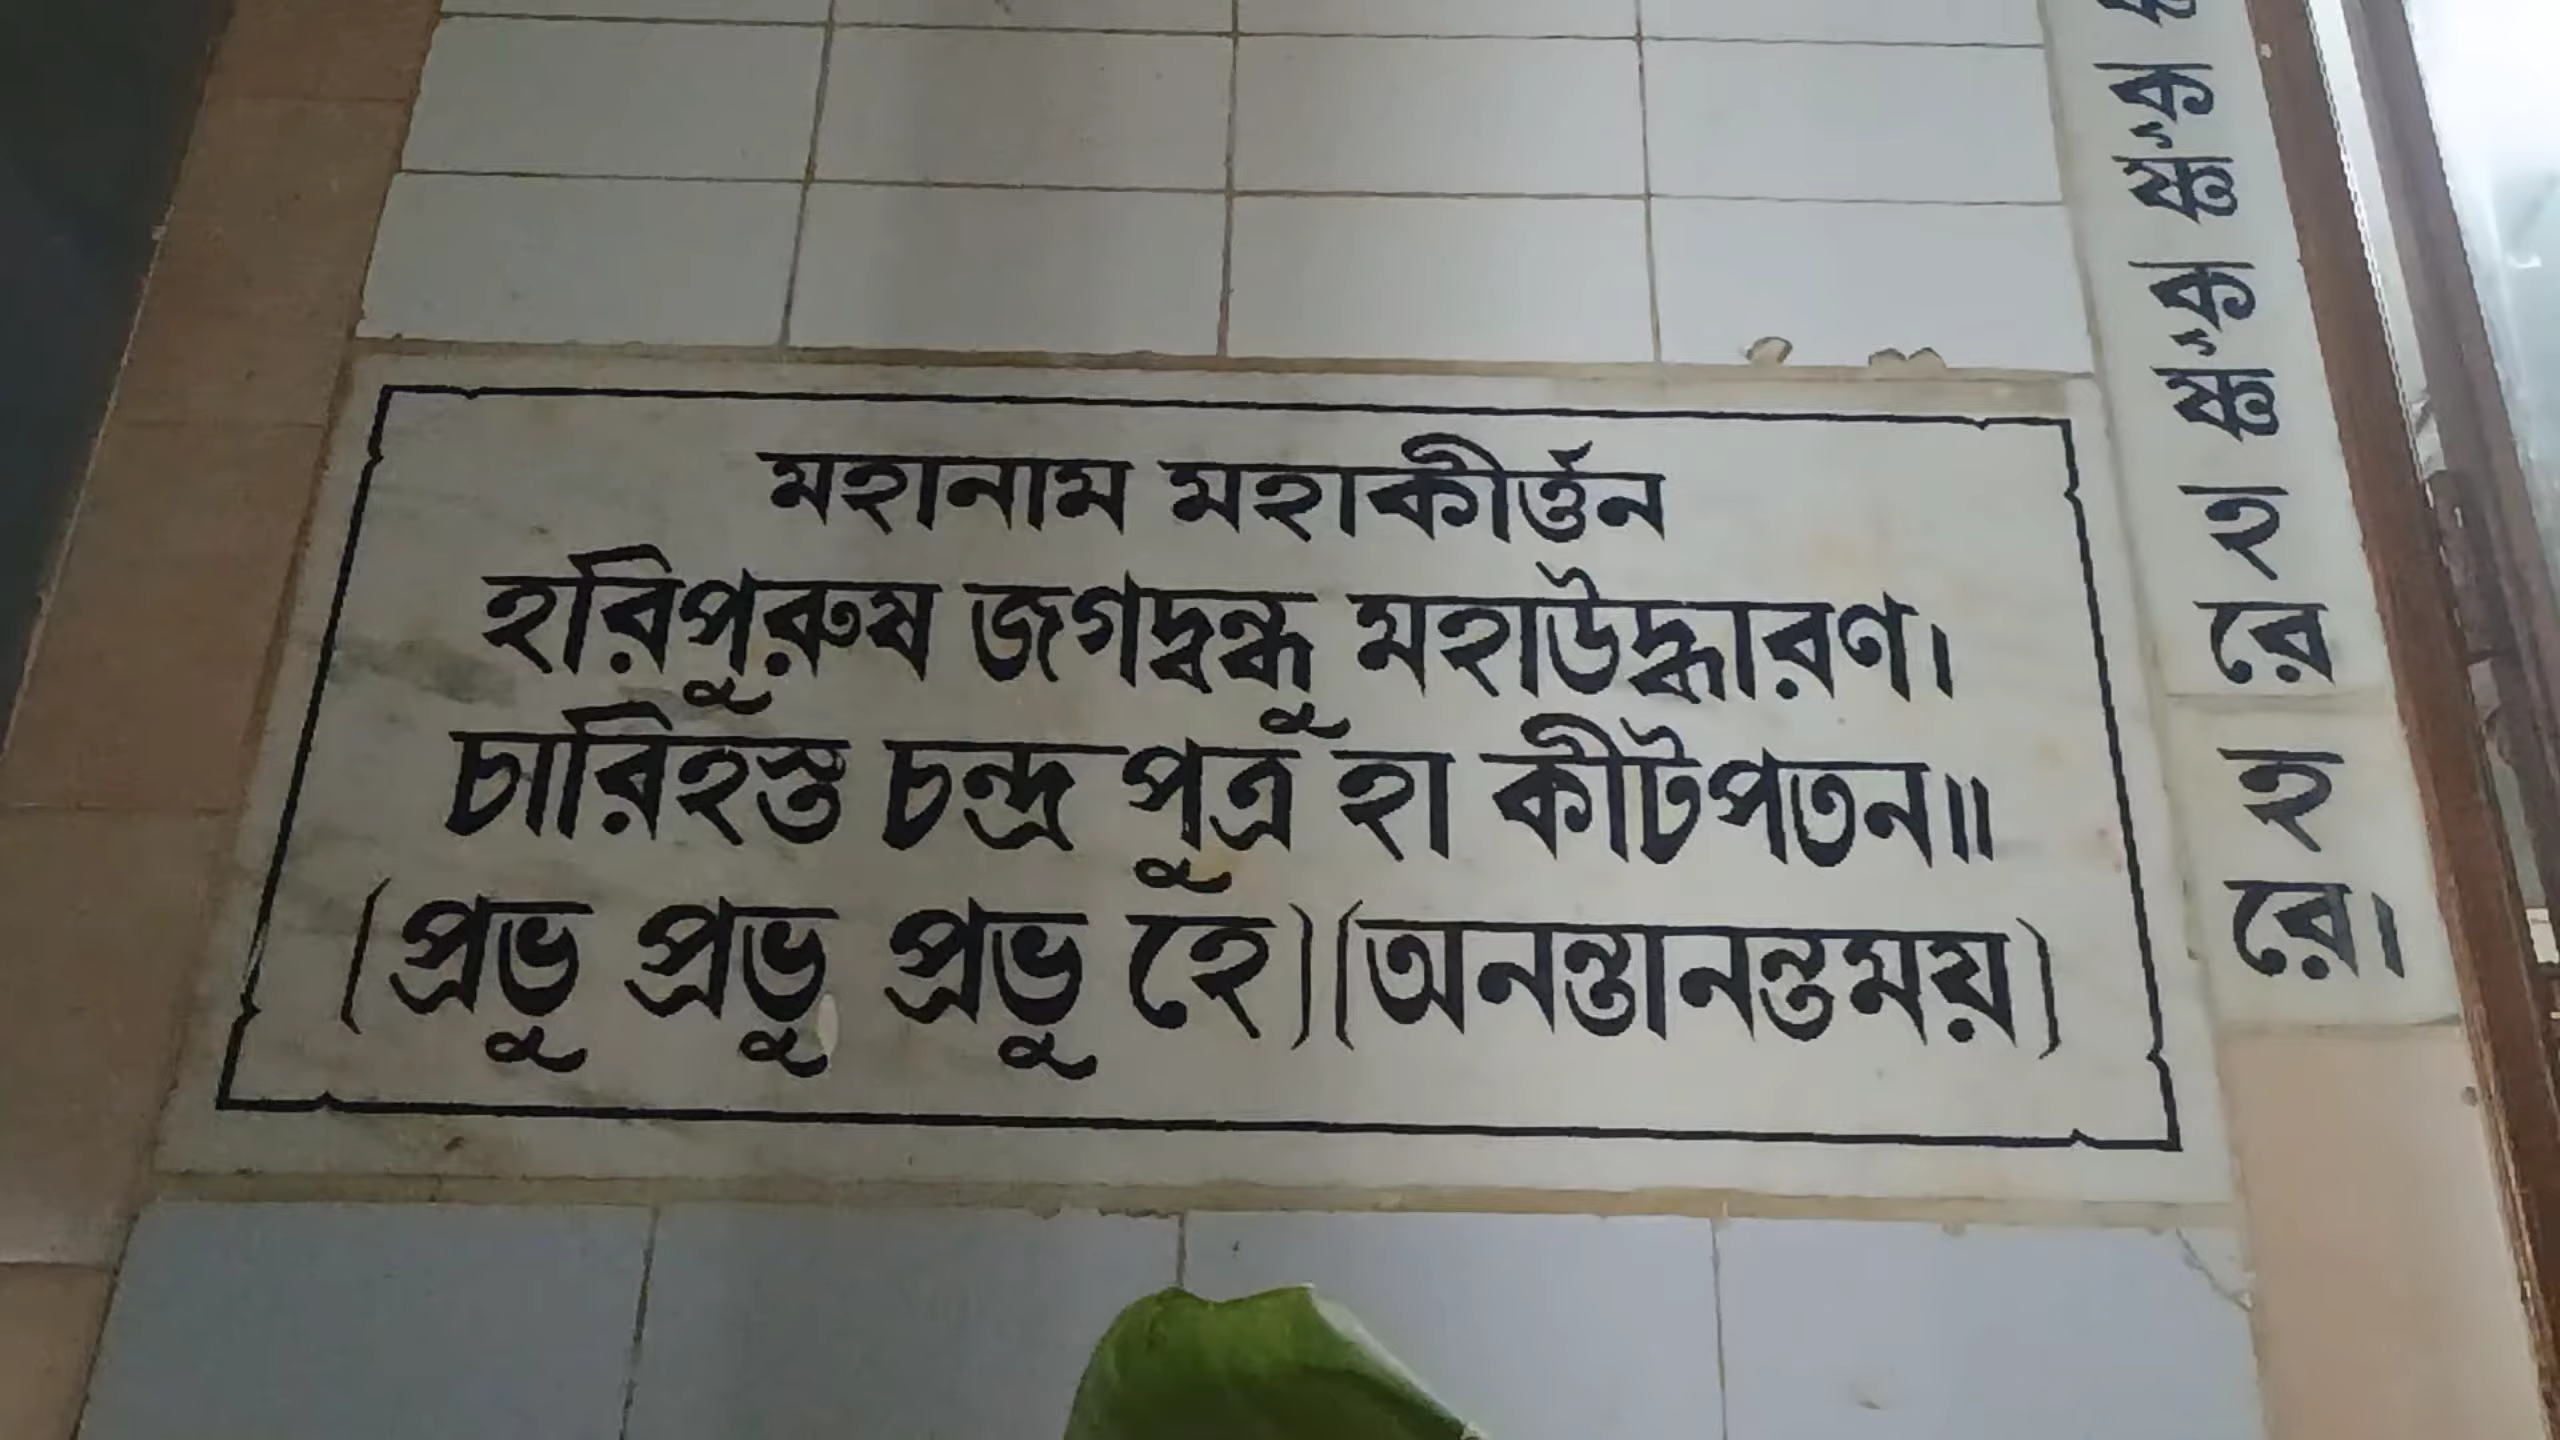 মহানাম মহাকীর্ত্তন
হরিপুরুষ জগদ্বন্ধু মহাউদ্ধারণ।
চারিহস্ত চন্দ্র পুত্র হা কীটপতন॥
(প্রভু প্রভু প্রভু হে) (অনন্তানন্তময়)
কৃষ্ণ কৃষ্ণ হরে হরে।